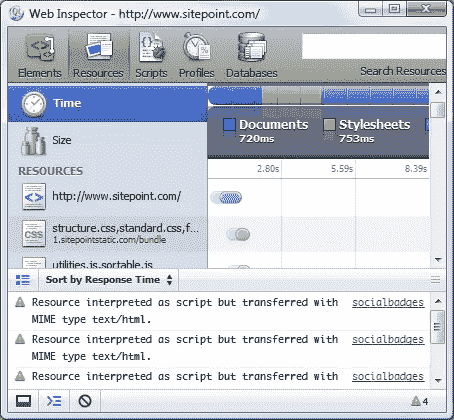 Web Inspector - http://www.sitepoint.com/
Elements Resources Scripts Profiles Databases
Search Resources
Time
Size
RESOURCES
http://www.sitepoint.com/
structure.css,standard.css,f...
1.sitepointstatic.com/bundle
utilities.js,sortable.js
Documents
720ms
Stylesheets
753ms
2.80s 5.59s 8.39s
Sort by Response Time
Resource interpreted as script but transferred with socialbadges
MIME type text/html.
Resource interpreted as script but transferred with socialbadges
MIME type text/html.
Resource interpreted as script but transferred with socialbadges
4